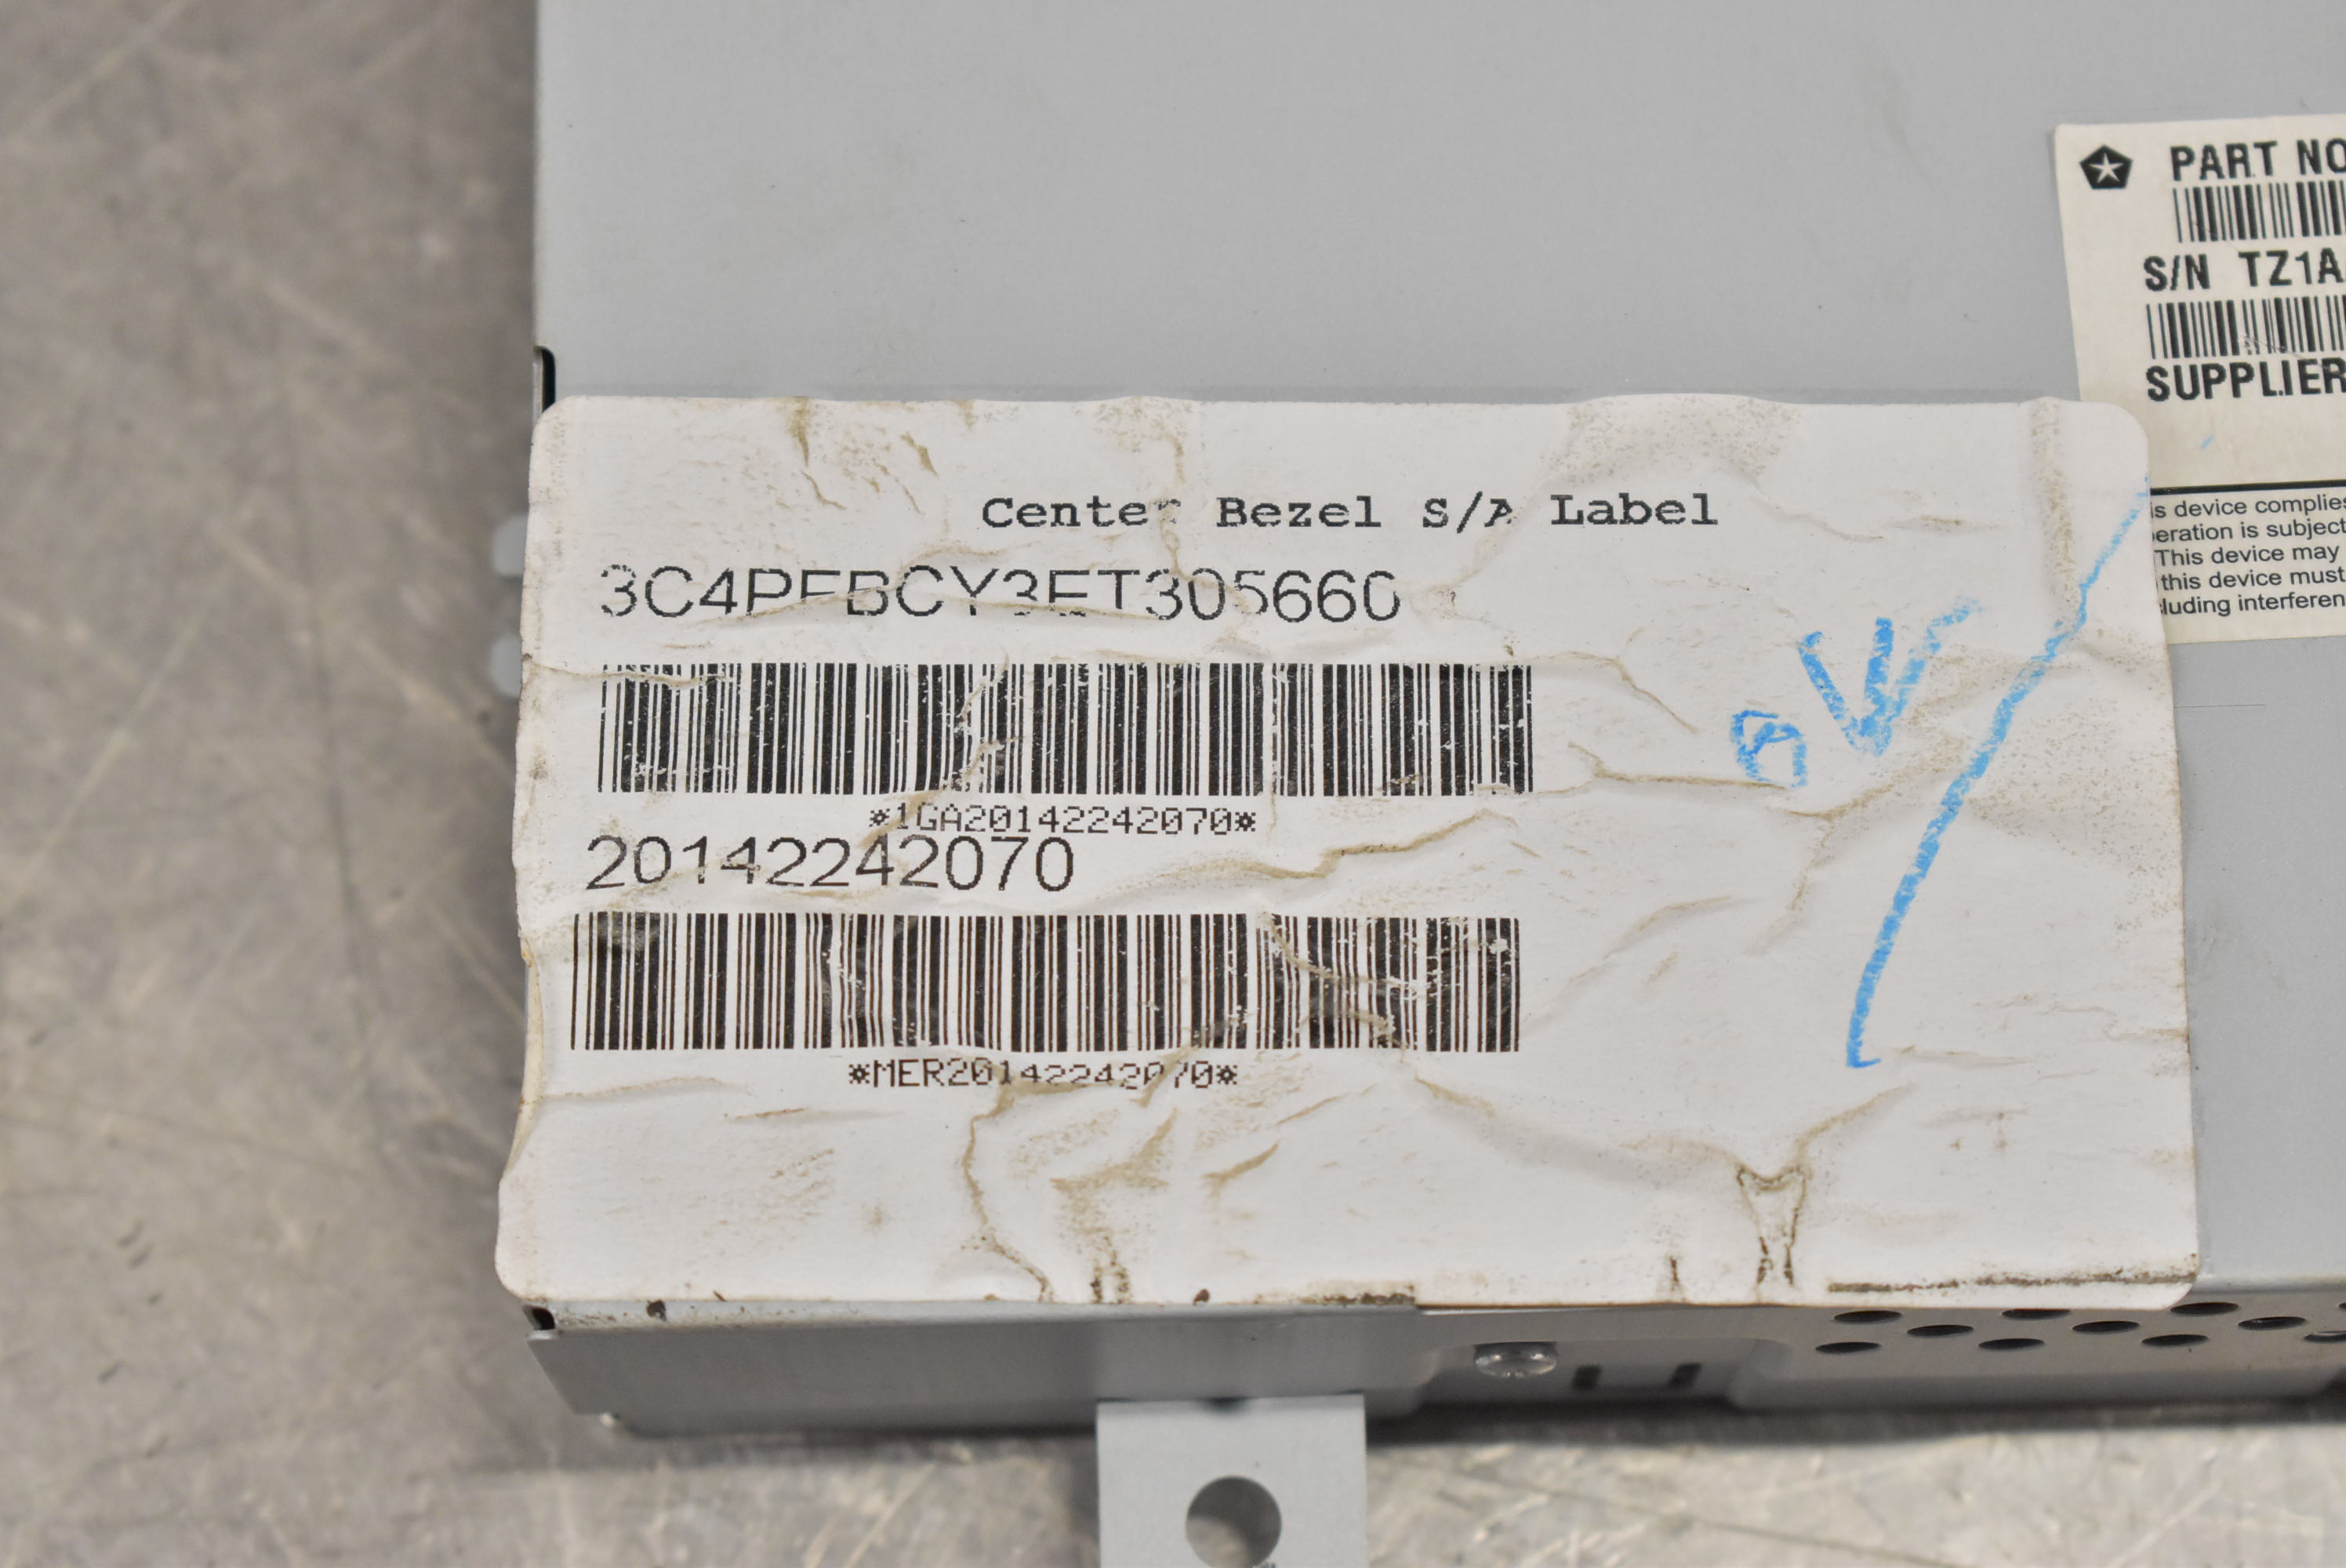 PART NO
S/N TZ1A
SUPPLIER
Center Bezel S/A Label
3C4PFBCY3ET305660
*1GA20142242070*
20142242070
*MER20142242070*
is device complies
eration is subject
This device may
this device must
cluding interferen